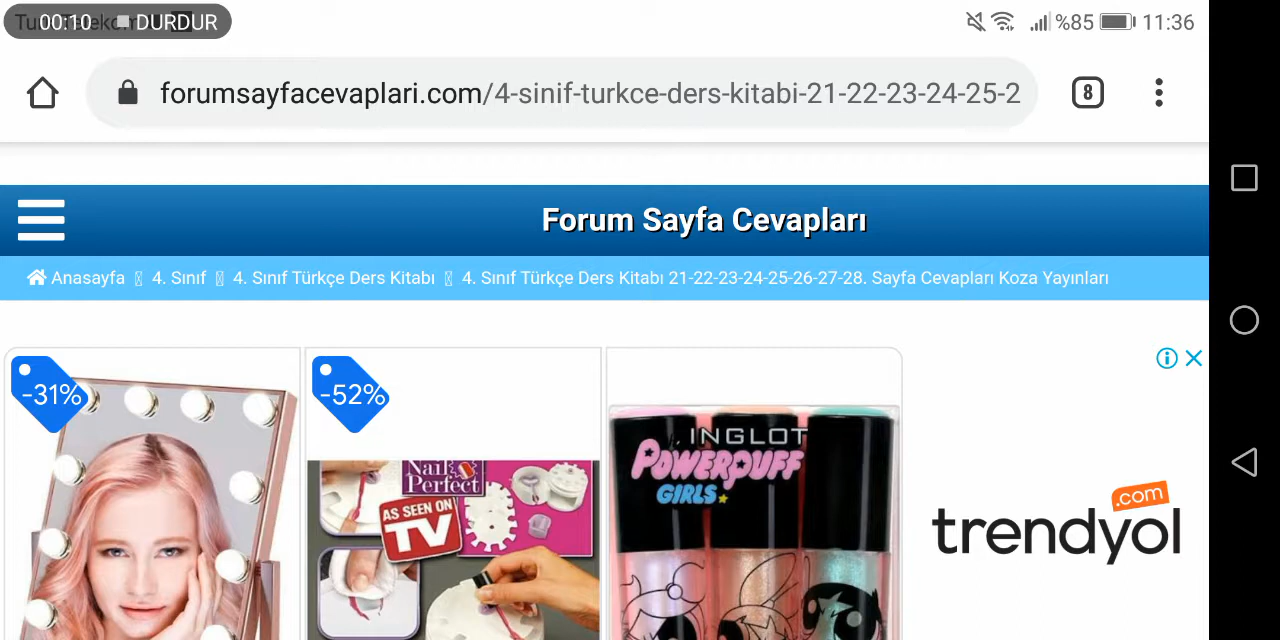 00:10 DURDUR %85 11:36
forumsayfacevaplari.com/4-sinif-turkce-ders-kitabi-21-22-23-24-25-2 8
Forum Sayfa Cevapları
Anasayfa 4. Sınıf 4. Sınıf Türkçe Ders Kitabı 4. Sınıf Türkçe Ders Kitabı 21-22-23-24-25-26-27-28. Sayfa Cevapları Koza Yayınları
-31%
-52%
Nail Perfect
AS SEEN ON
TV
INGLOT
POWERPUFF
GIRLS
.com
trendyol